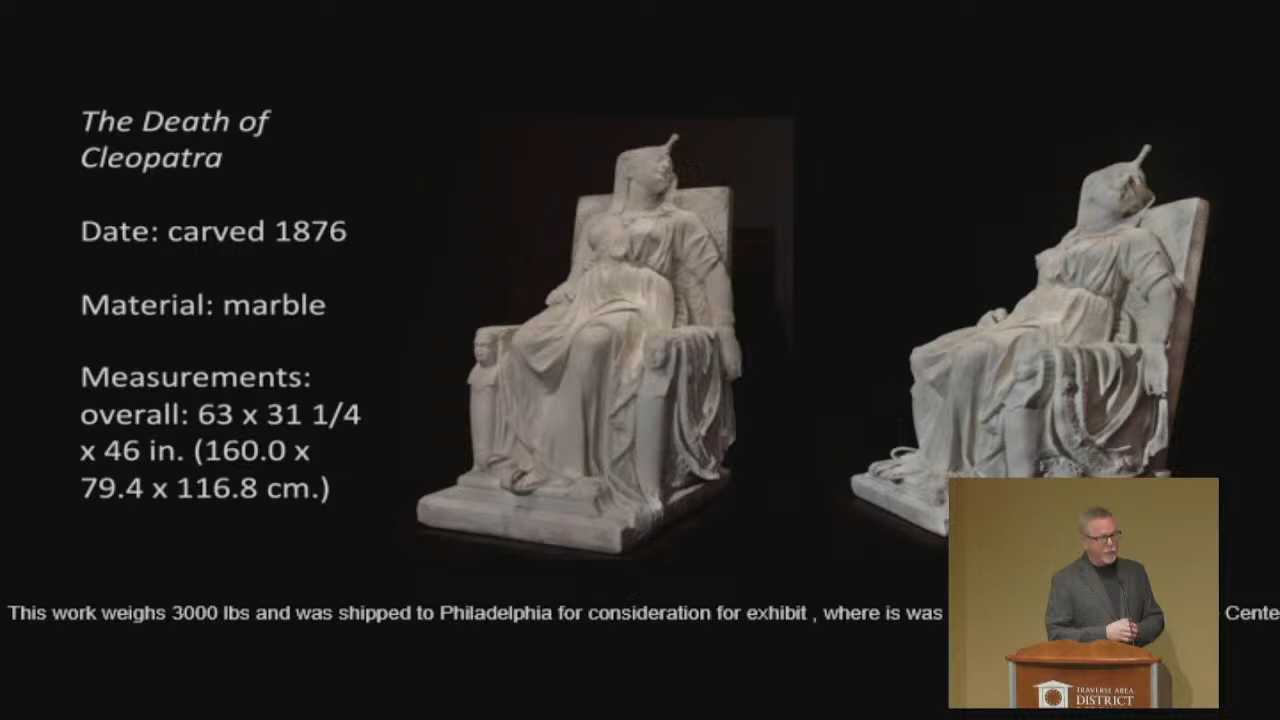 The Death of
Cleopatra
Date: carved 1876
Material: marble
Measurements:
overall: 63 x 31 1/4
x 46 in. (160.0 x
79.4 x 116.8 cm.)
This work weighs 3000 lbs and was shipped to Philadelphia for consideration for exhibit , where is was
TRAVERSE AREA
DISTRICT